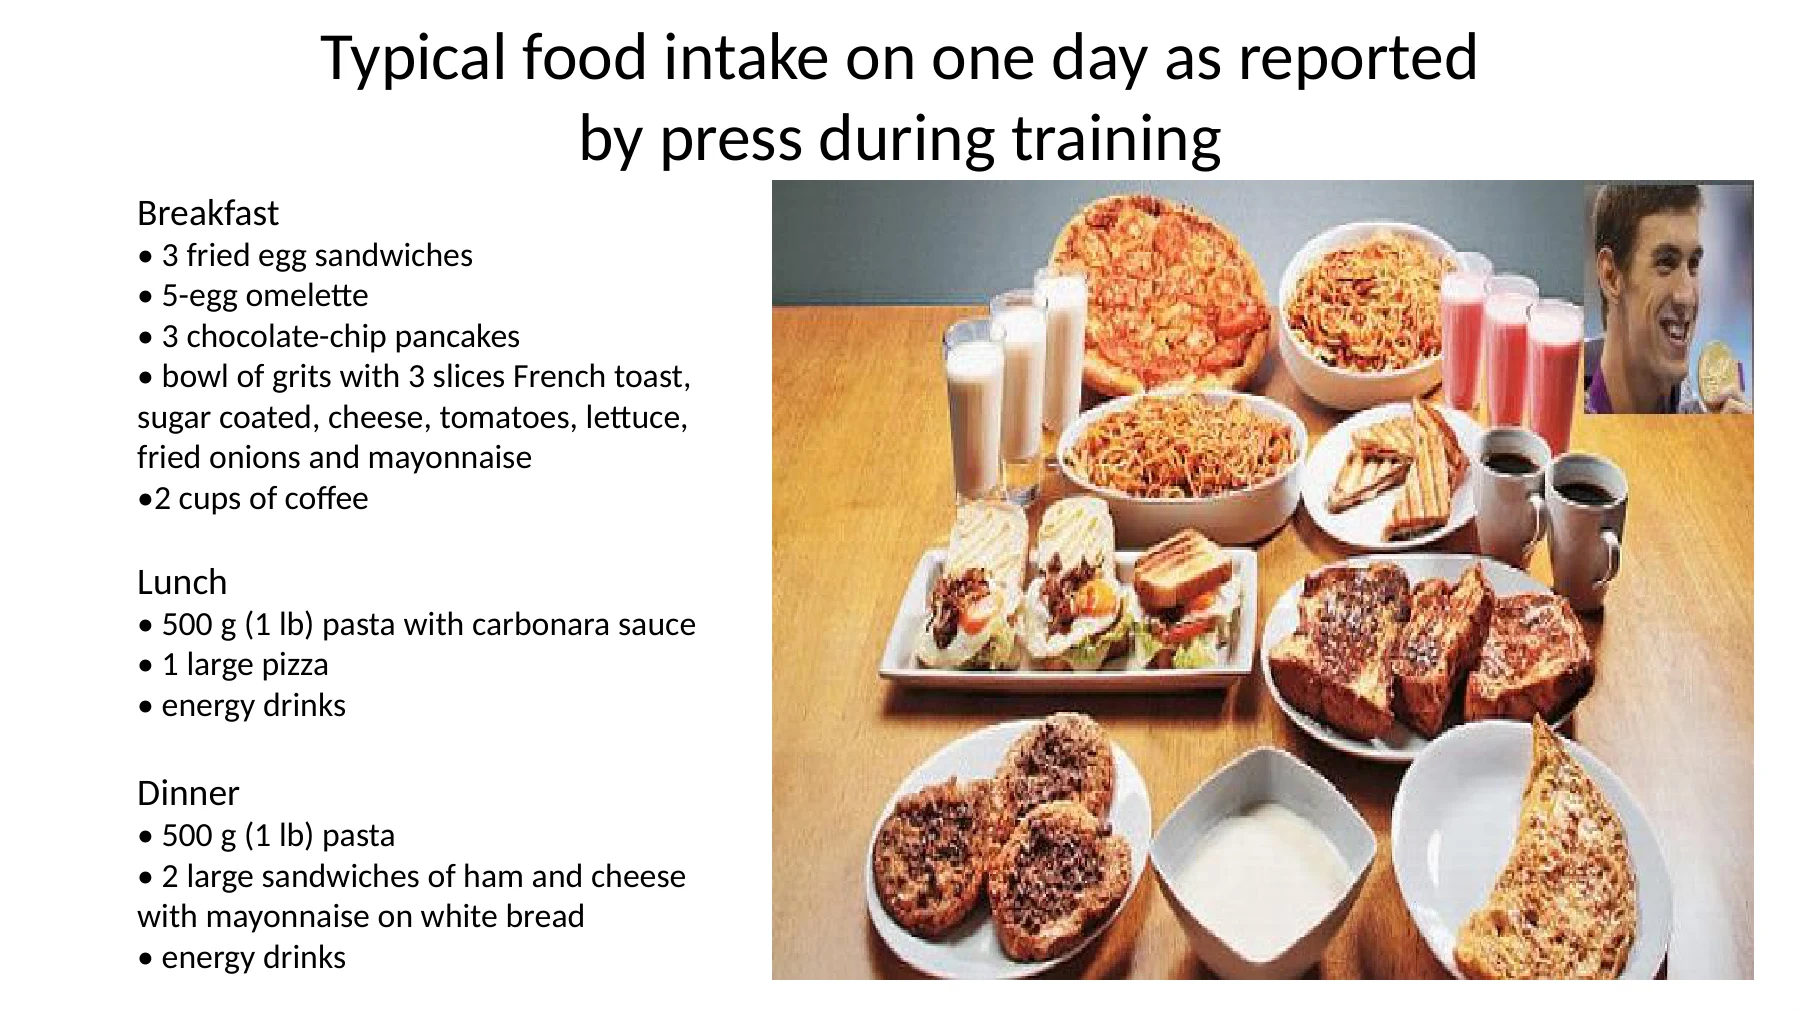 Typical food intake on one day as reported
by press during training
Breakfast
• 3 fried egg sandwiches
• 5-egg omelette
• 3 chocolate-chip pancakes
• bowl of grits with 3 slices French toast,
sugar coated, cheese, tomatoes, lettuce,
fried onions and mayonnaise
•2 cups of coffee
Lunch
• 500 g (1 lb) pasta with carbonara sauce
• 1 large pizza
• energy drinks
Dinner
• 500 g (1 lb) pasta
• 2 large sandwiches of ham and cheese
with mayonnaise on white bread
• energy drinks